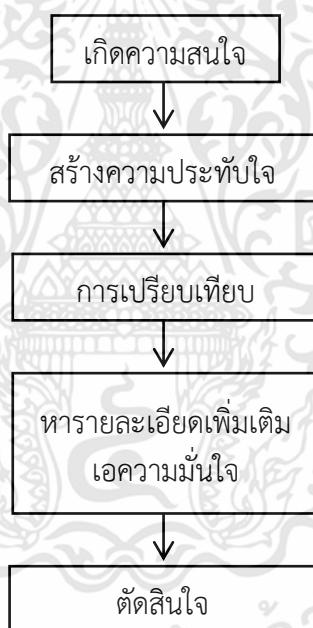 เกิดความสนใจ
สร้างความประทับใจ
การเปรียบเทียบ
หารายละเอียดเพิ่มเติม
เอความมั่นใจ
ตัดสินใจ